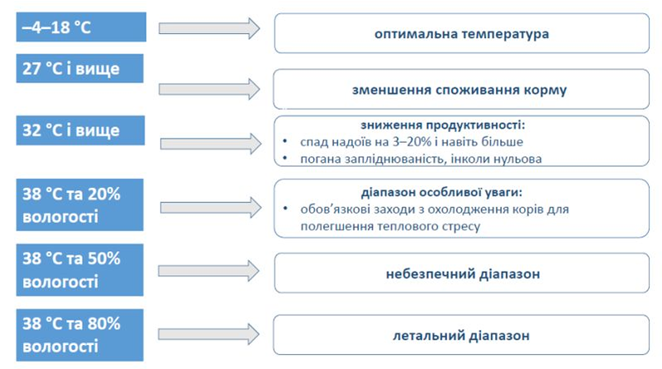 –4–18 °C
оптимальна температура
27 °C і вище
зменшення споживання корму
32 °C і вище
зниження продуктивності:
• спад надоїв на 3–20% і навіть більше
• погана запліднюваність, інколи нульова
38 °C та 20%
вологості
діапазон особливої уваги:
• обов’язкові заходи з охолодження корів для
полегшення теплового стресу
38 °C та 50%
вологості
небезпечний діапазон
38 °C та 80%
вологості
летальний діапазон